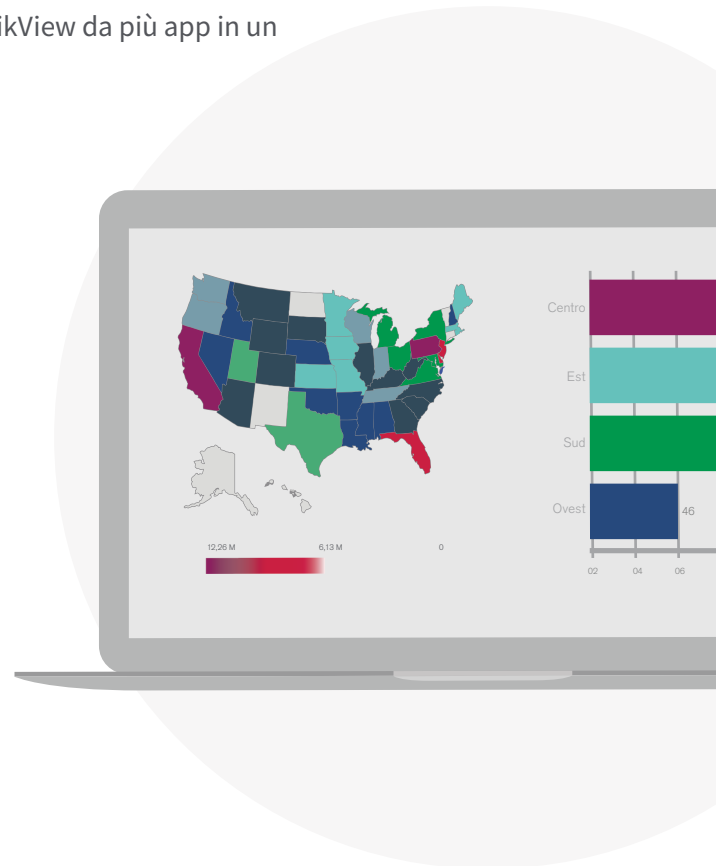 ikView da più app in un
Centro
Est
Sud
Ovest
46
12,26 M 6,13 M 0
02 04 06